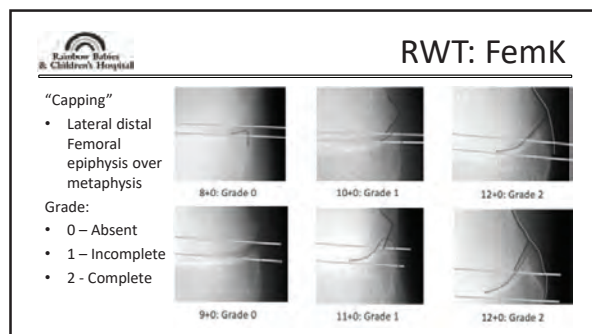 Rainbow Babies
& Children's Hospital
RWT: FemK
“Capping”
• Lateral distal
Femoral
epiphysis over
metaphysis
Grade:
• 0 – Absent
• 1 – Incomplete
• 2 - Complete
8+0: Grade 0
10+0: Grade 1
12+0: Grade 2
9+0: Grade 0
11+0: Grade 1
12+0: Grade 2